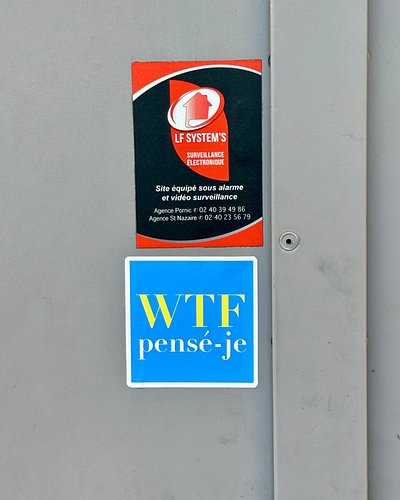 LF SYSTEM'S
SURVEILLANCE
ÉLECTRONIQUE
Site équipé sous alarme
et vidéo surveillance
Agence Pornic ✆ 02 40 39 49 86
Agence St Nazaire ✆ 02 40 23 56 79
WTF
pensé-je